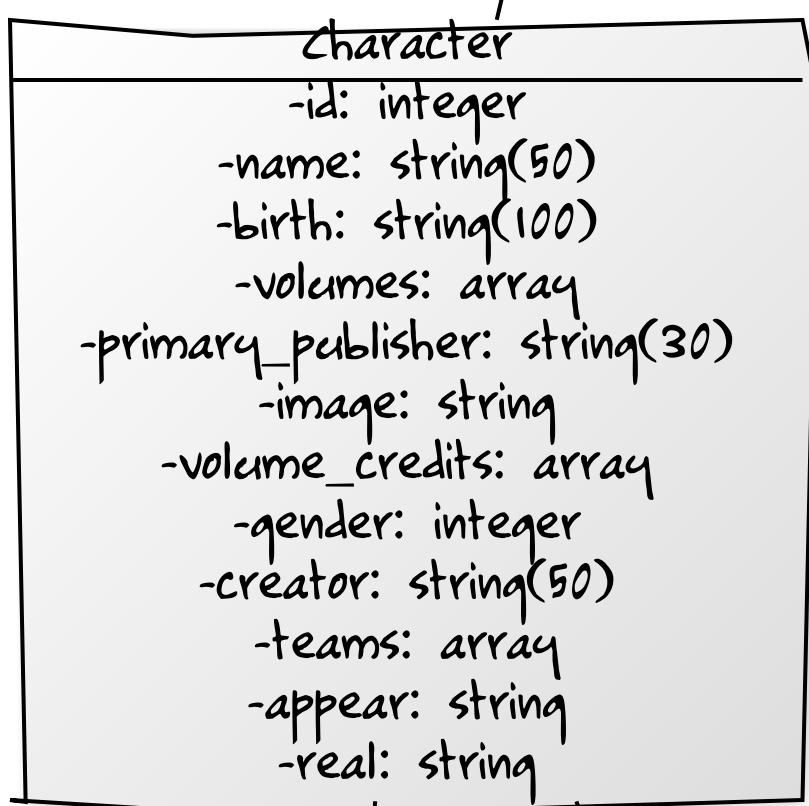 Character
-id: integer
-name: string(50)
-birth: string(100)
-volumes: array
-primary_publisher: string(30)
-image: string
-volume_credits: array
-gender: integer
-creator: string(50)
-teams: array
-appear: string
-real: string